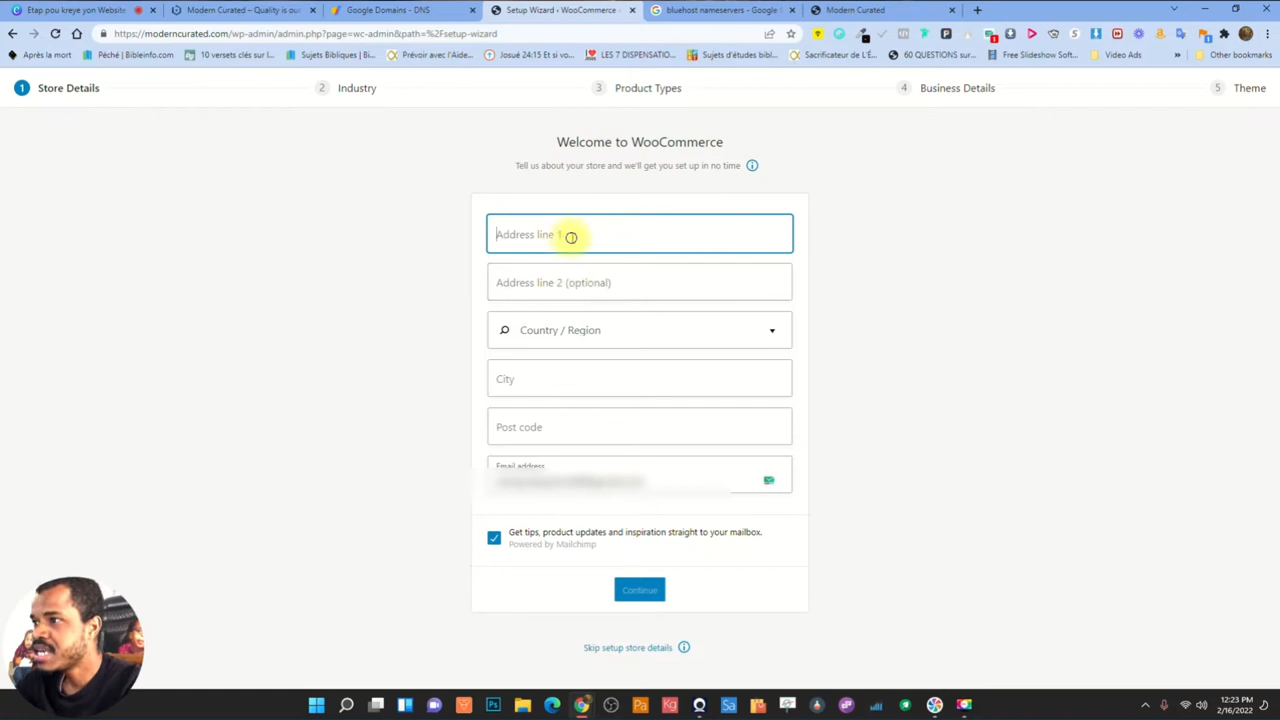 Etap pou kreye yon Website
Modern Curated – Quality is our
Google Domains - DNS
Setup Wizard ‹ WooCommerce -
bluehost nameservers - Google S
Modern Curated
https://moderncurated.com/wp-admin/admin.php?page=wc-admin&path=%2Fsetup-wizard
Après la mort
Péché | Bibleinfo.com
10 versets clés sur l...
Sujets Bibliques | Bi...
Prévoir avec l'Aide...
Josué 24:15 Et si vo...
LES 7 DISPENSATIO...
Sujets d'études bibl...
Sacrificateur de L'É...
60 QUESTIONS sur...
Free Slideshow Soft...
Video Ads
»
Other bookmarks
1 Store Details
2 Industry
3 Product Types
4 Business Details
5 Theme
Welcome to WooCommerce
Tell us about your store and we'll get you set up in no time
Address line 1
Address line 2 (optional)
Country / Region
City
Post code
Email address
Get tips, product updates and inspiration straight to your mailbox.
Powered by Mailchimp
Continue
Skip setup store details
12:23 PM
2/16/2022